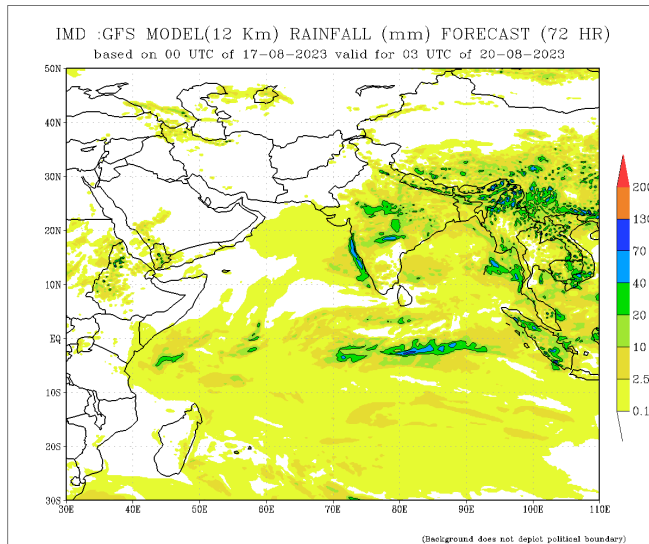 IMD :GFS MODEL(12 Km) RAINFALL (mm) FORECAST (72 HR)
based on 00 UTC of 17-08-2023 valid for 03 UTC of 20-08-2023
50N
40N
30N
20N
10N
EQ
10S
20S
30S
30E 40E 50E 60E 70E 80E 90E 100E 110E
200
130
70
40
20
10
2.5
0.1
(Background does not depict political boundary)